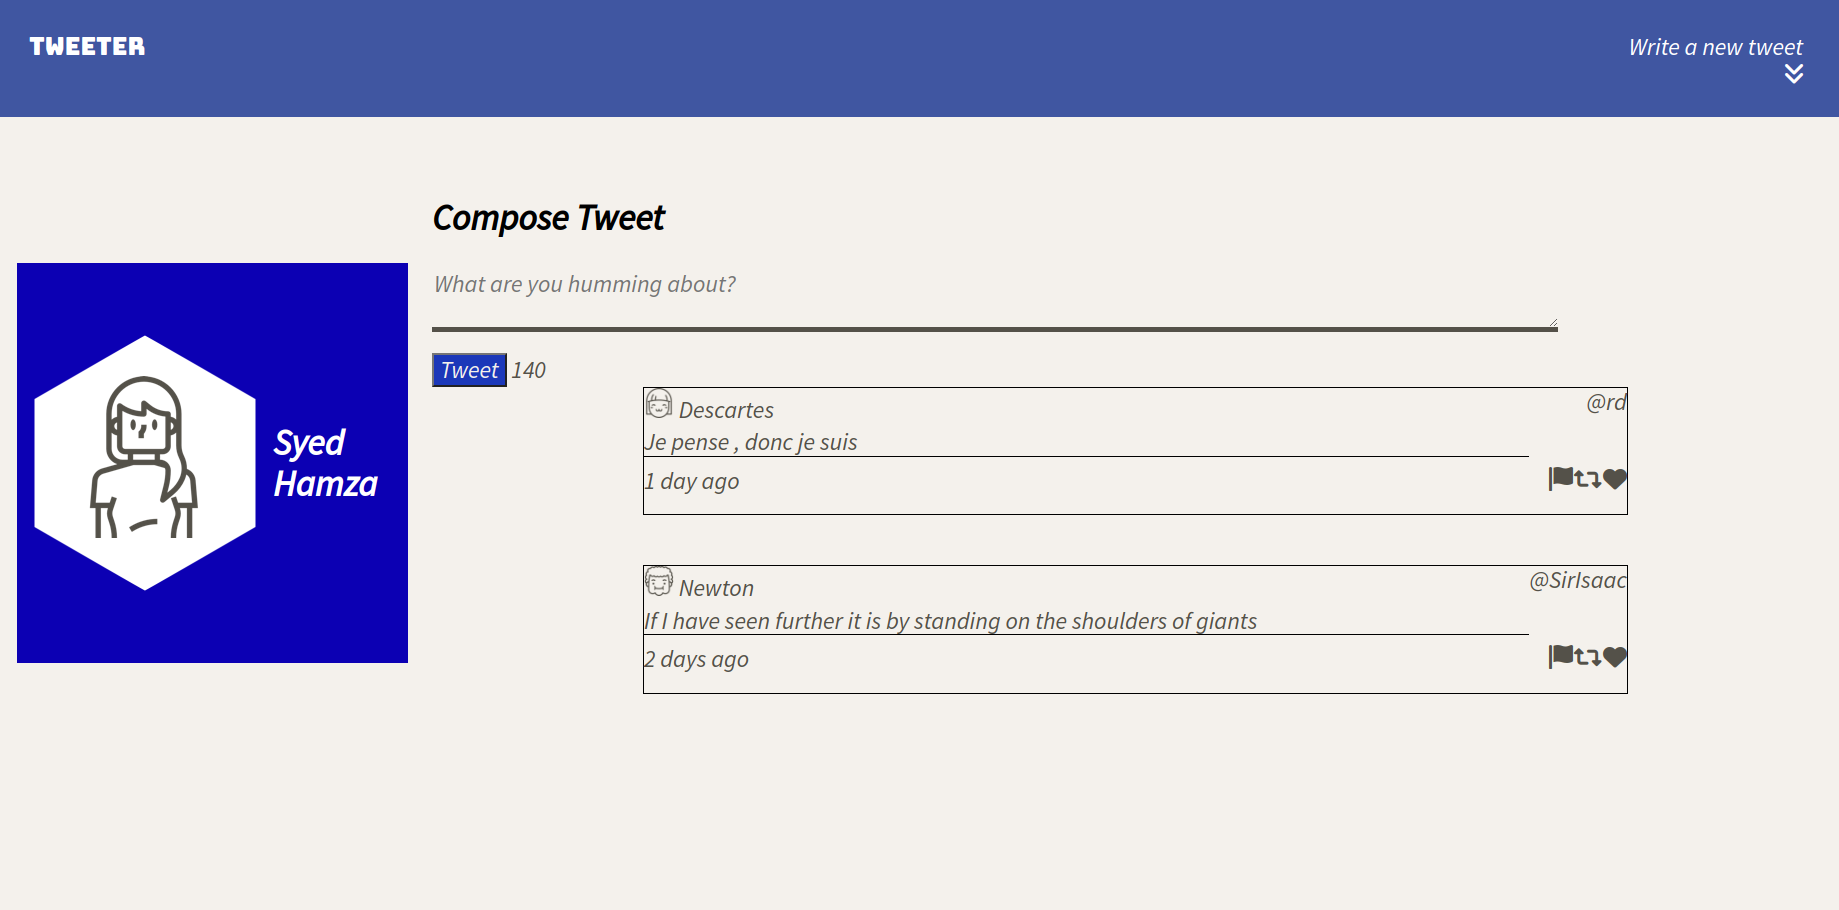 TWEETER
Write a new tweet
Compose Tweet
What are you humming about?
Tweet 140
Syed
Hamza
Descartes @rd
Je pense , donc je suis
1 day ago
Newton @SirIsaac
If I have seen further it is by standing on the shoulders of giants
2 days ago